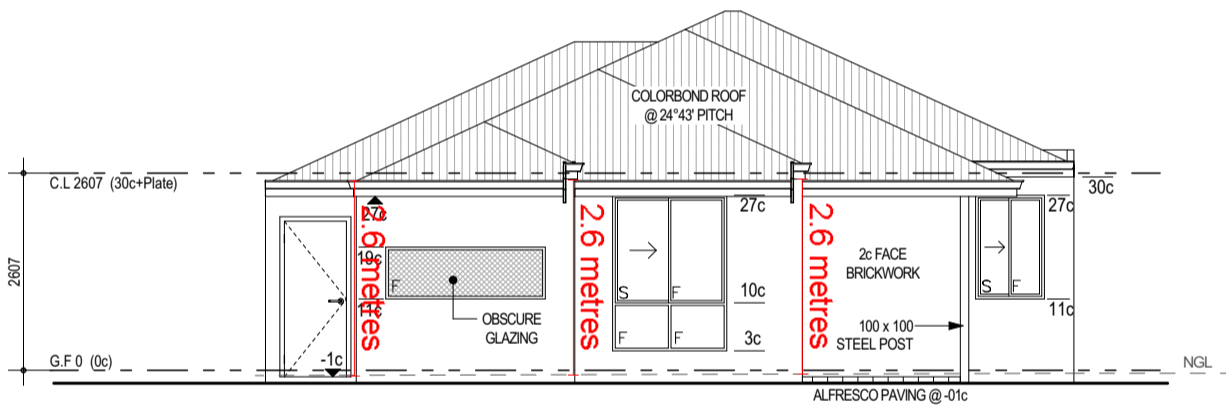 COLORBOND ROOF
@ 24°43' PITCH
C.L 2607 (30c+Plate)
30c
27c
27c
27c
2.6 metres
2.6 metres
2.6 metres
19c
2c FACE
BRICKWORK
F
S
F
S
F
10c
11c
11c
OBSCURE
GLAZING
100 x 100
STEEL POST
F
F
3c
2607
G.F 0 (0c)
-1c
NGL
ALFRESCO PAVING @ -01c